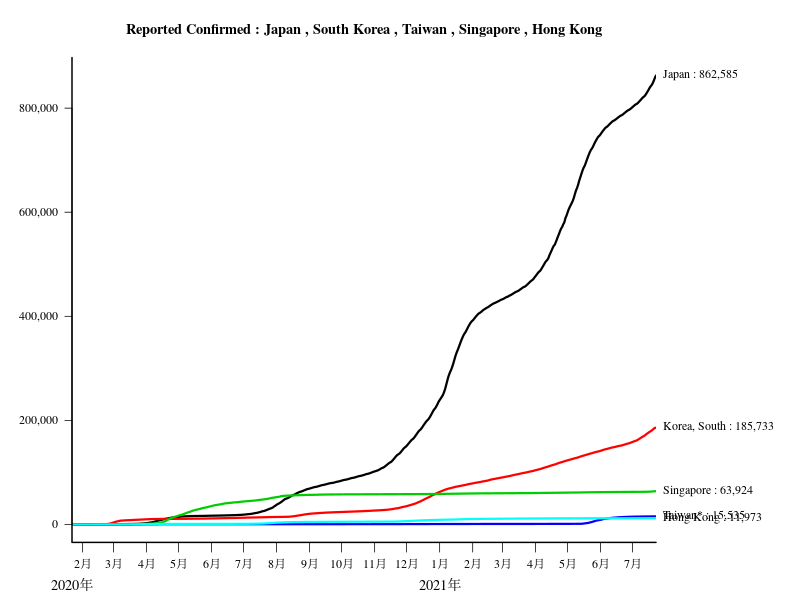 Reported Confirmed : Japan , South Korea , Taiwan , Singapore , Hong Kong
Japan : 862,585
800,000
600,000
400,000
Korea, South : 185,733
200,000
Singapore : 63,924
Taiwan* : 15,535
Hong Kong : 11,973
0
2月 3月 4月 5月 6月 7月 8月 9月 10月 11月 12月 1月 2月 3月 4月 5月 6月 7月
2020年 2021年